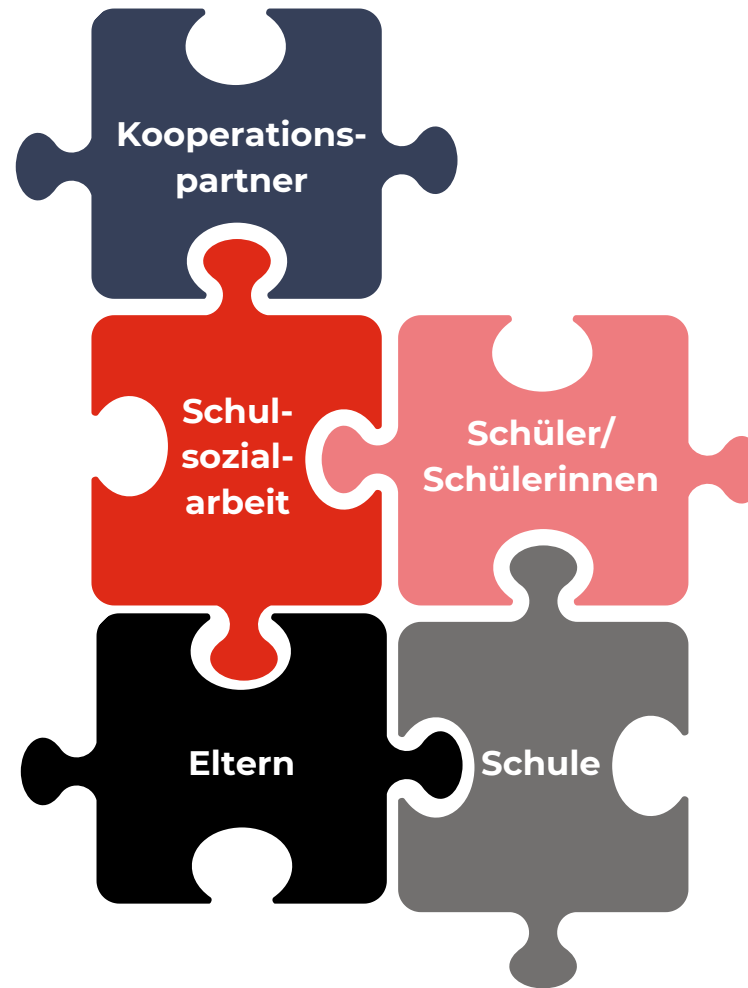 Kooperations-
partner
Schul-
sozial-
arbeit
Schüler/
Schülerinnen
Eltern
Schule